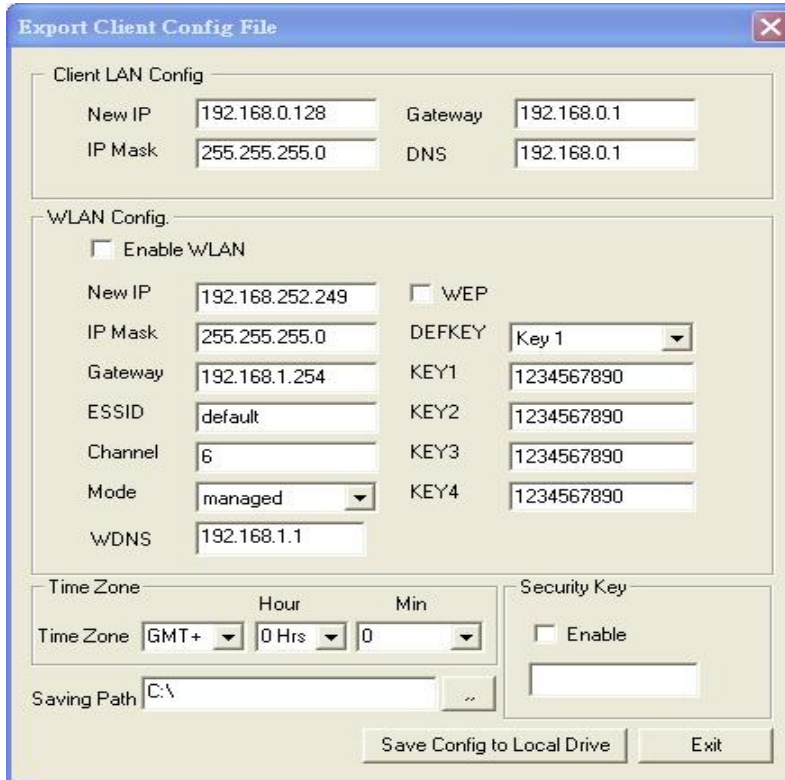 Export Client Config File
Client LAN Config
New IP 192.168.0.128 Gateway 192.168.0.1
IP Mask 255.255.255.0 DNS 192.168.0.1
WLAN Config.
Enable WLAN
New IP 192.168.252.249 WEP
IP Mask 255.255.255.0 DEFKEY Key 1
Gateway 192.168.1.254 KEY1 1234567890
ESSID default KEY2 1234567890
Channel 6 KEY3 1234567890
Mode managed KEY4 1234567890
WDNS 192.168.1.1
Time Zone Security Key
Hour Min
Time Zone GMT+ 0 Hrs 0 Enable
Saving Path C:\ ..
Save Config to Local Drive Exit